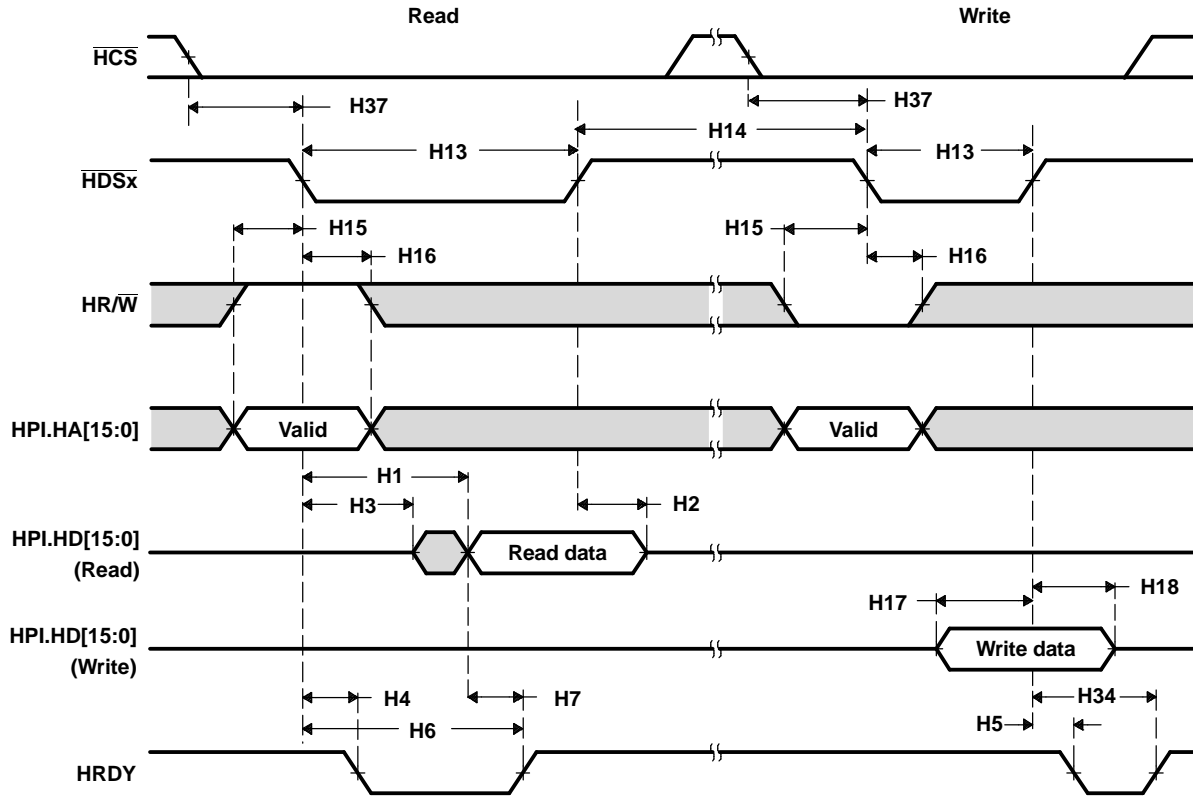 Read Write
HCS
H37 H37
H14
H13 H13
HDSx
H15 H15
H16 H16
HR/W
HPI.HA[15:0] Valid Valid
H1
H3 H2
HPI.HD[15:0]
(Read)
Read data
H17 H18
HPI.HD[15:0]
(Write)
Write data
H4 H7 H34
H6 H5
HRDY